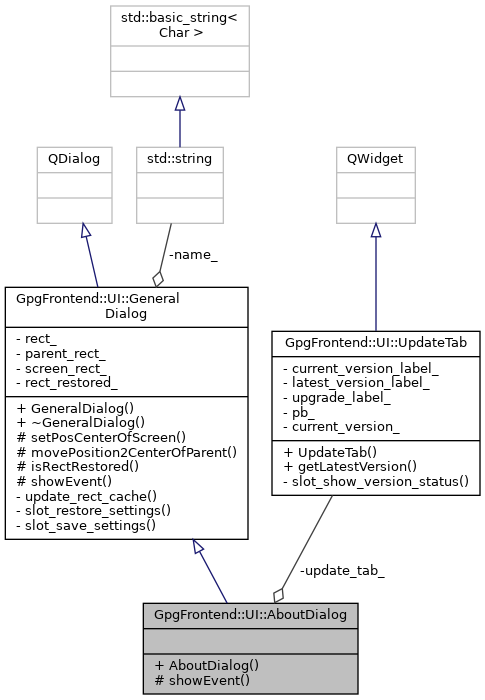 std::basic_string<
Char >
QDialog
std::string
QWidget
-name_
GpgFrontend::UI::General
Dialog
- rect_
- parent_rect_
- screen_rect_
- rect_restored_
+ GeneralDialog()
+ ~GeneralDialog()
# setPosCenterOfScreen()
# movePosition2CenterOfParent()
# isRectRestored()
# showEvent()
- update_rect_cache()
- slot_restore_settings()
- slot_save_settings()
GpgFrontend::UI::UpdateTab
- current_version_label_
- latest_version_label_
- upgrade_label_
- pb_
- current_version_
+ UpdateTab()
+ getLatestVersion()
- slot_show_version_status()
-update_tab_
GpgFrontend::UI::AboutDialog
+ AboutDialog()
# showEvent()